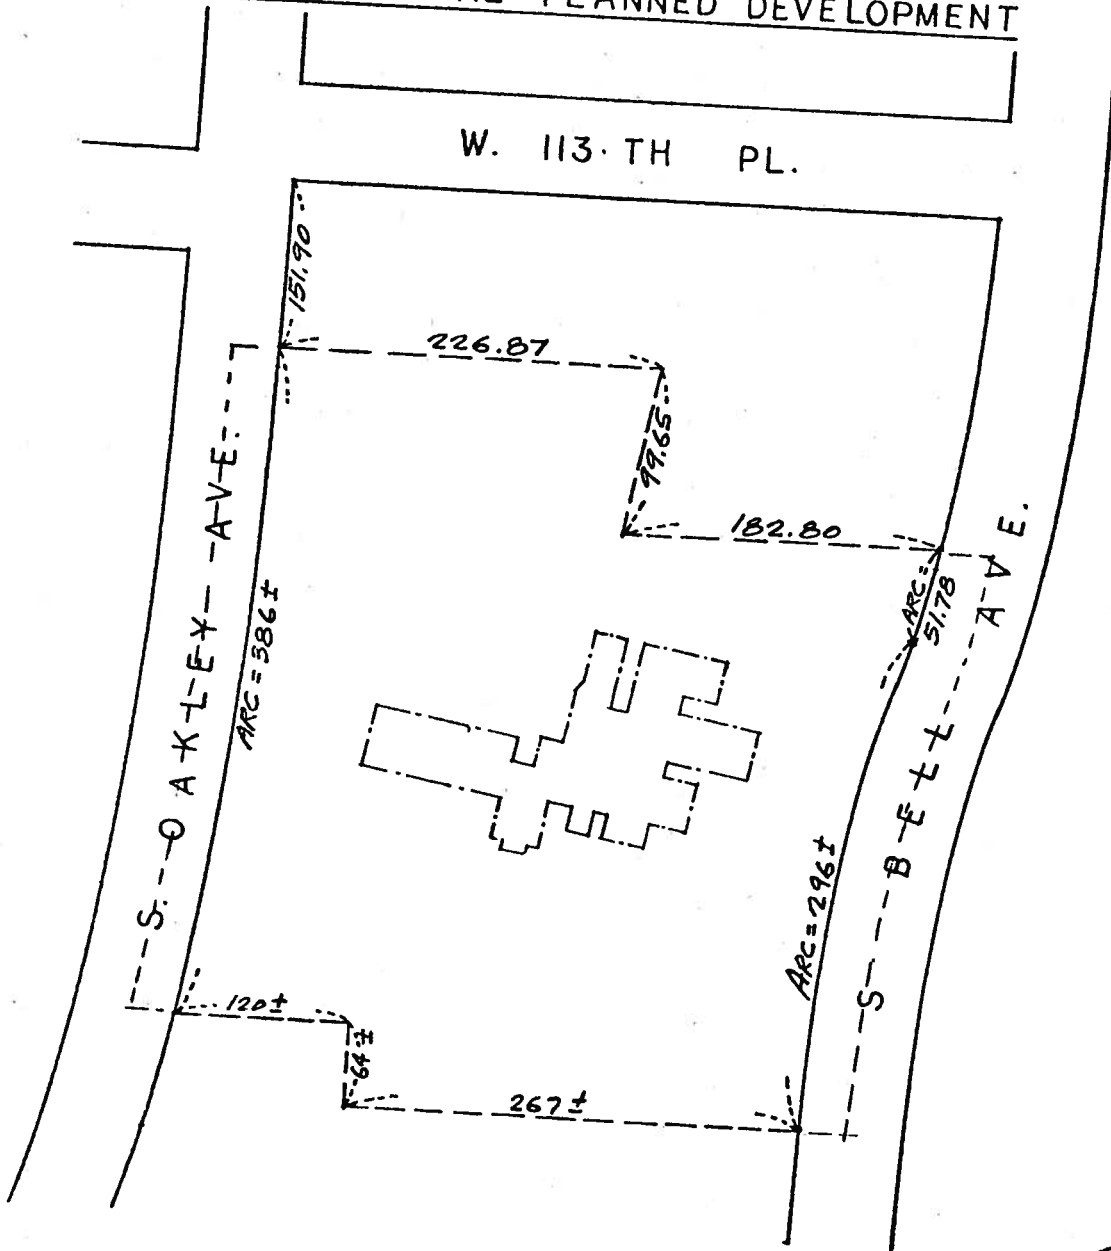 PLANNED DEVELOPMENT
W. 113. TH PL.
151.90
226.87
99.65
182.80
ARC =
51.78
S. OAKLEY AVE.
ARC = 386±
S BELL AVE.
ARC = 296±
120±
64±
267±